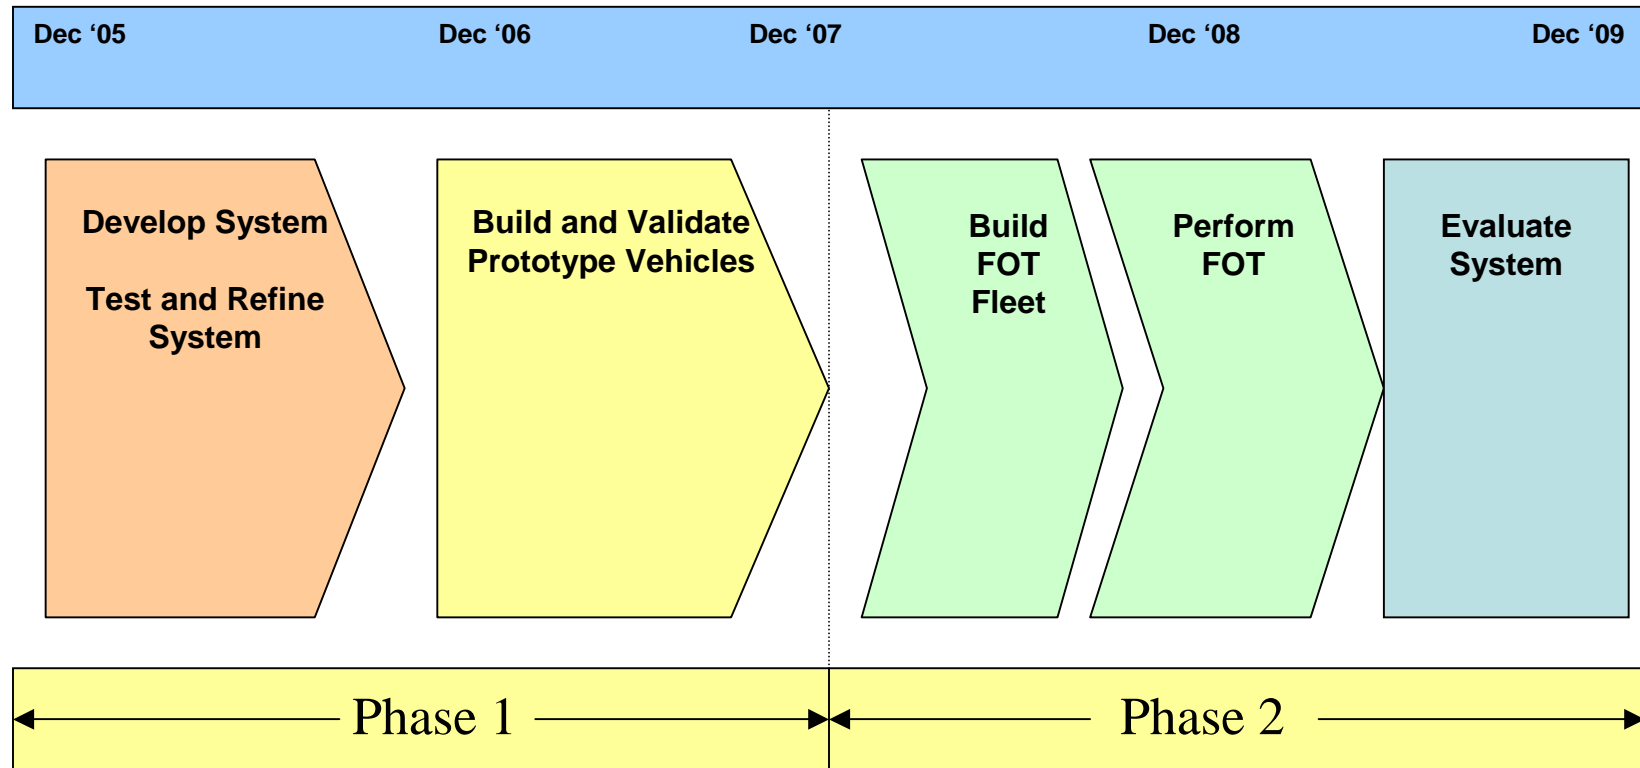 Dec ‘05 Dec ‘06 Dec ‘07 Dec ‘08 Dec ‘09
Develop System
Test and Refine
System
Build and Validate
Prototype Vehicles
Build
FOT
Fleet
Perform
FOT
Evaluate
System
Phase 1
Phase 2